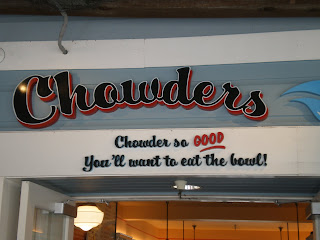 Chowders
Chowder so GOOD
You'll want to eat the bowl!